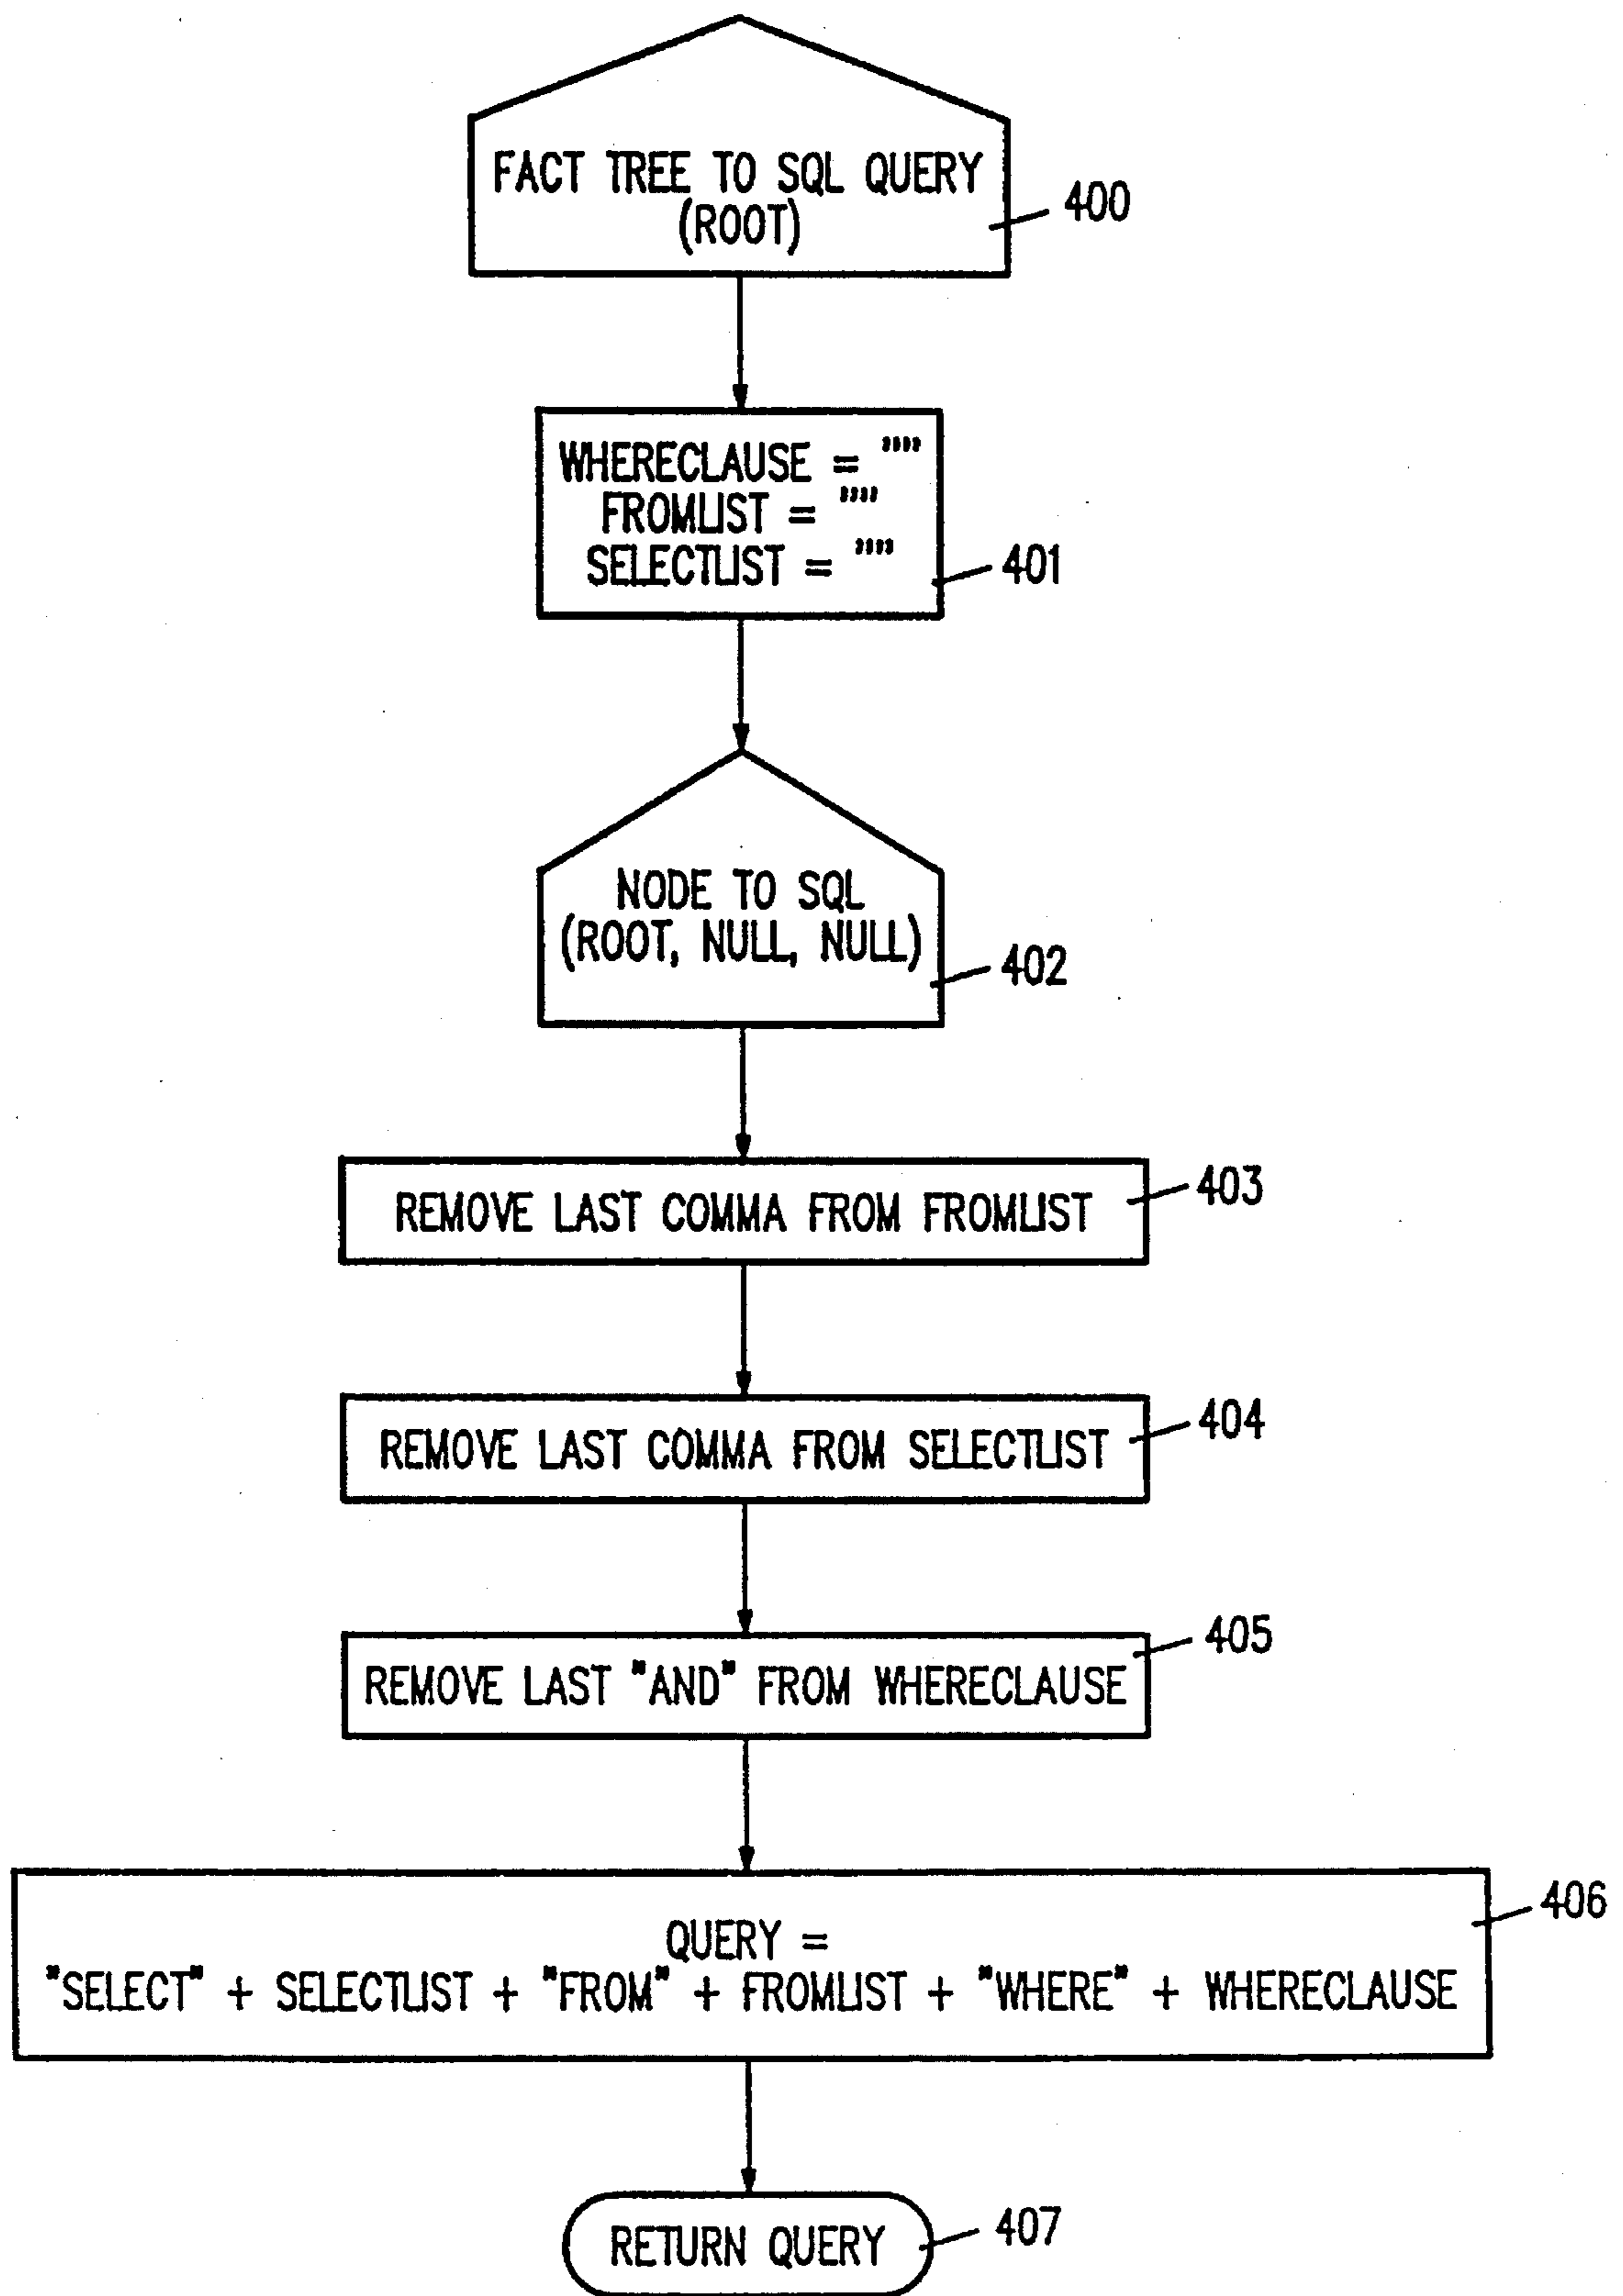 FACT TREE TO SQL QUERY
(ROOT)
400
WHERECLAUSE = ""
FROMLIST = ""
SELECTLIST = ""
401
NODE TO SQL
(ROOT, NULL, NULL)
402
REMOVE LAST COMMA FROM FROMLIST
403
REMOVE LAST COMMA FROM SELECTLIST
404
REMOVE LAST "AND" FROM WHERECLAUSE
405
QUERY =
"SELECT" + SELECTLIST + "FROM" + FROMLIST + "WHERE" + WHERECLAUSE
406
RETURN QUERY
407